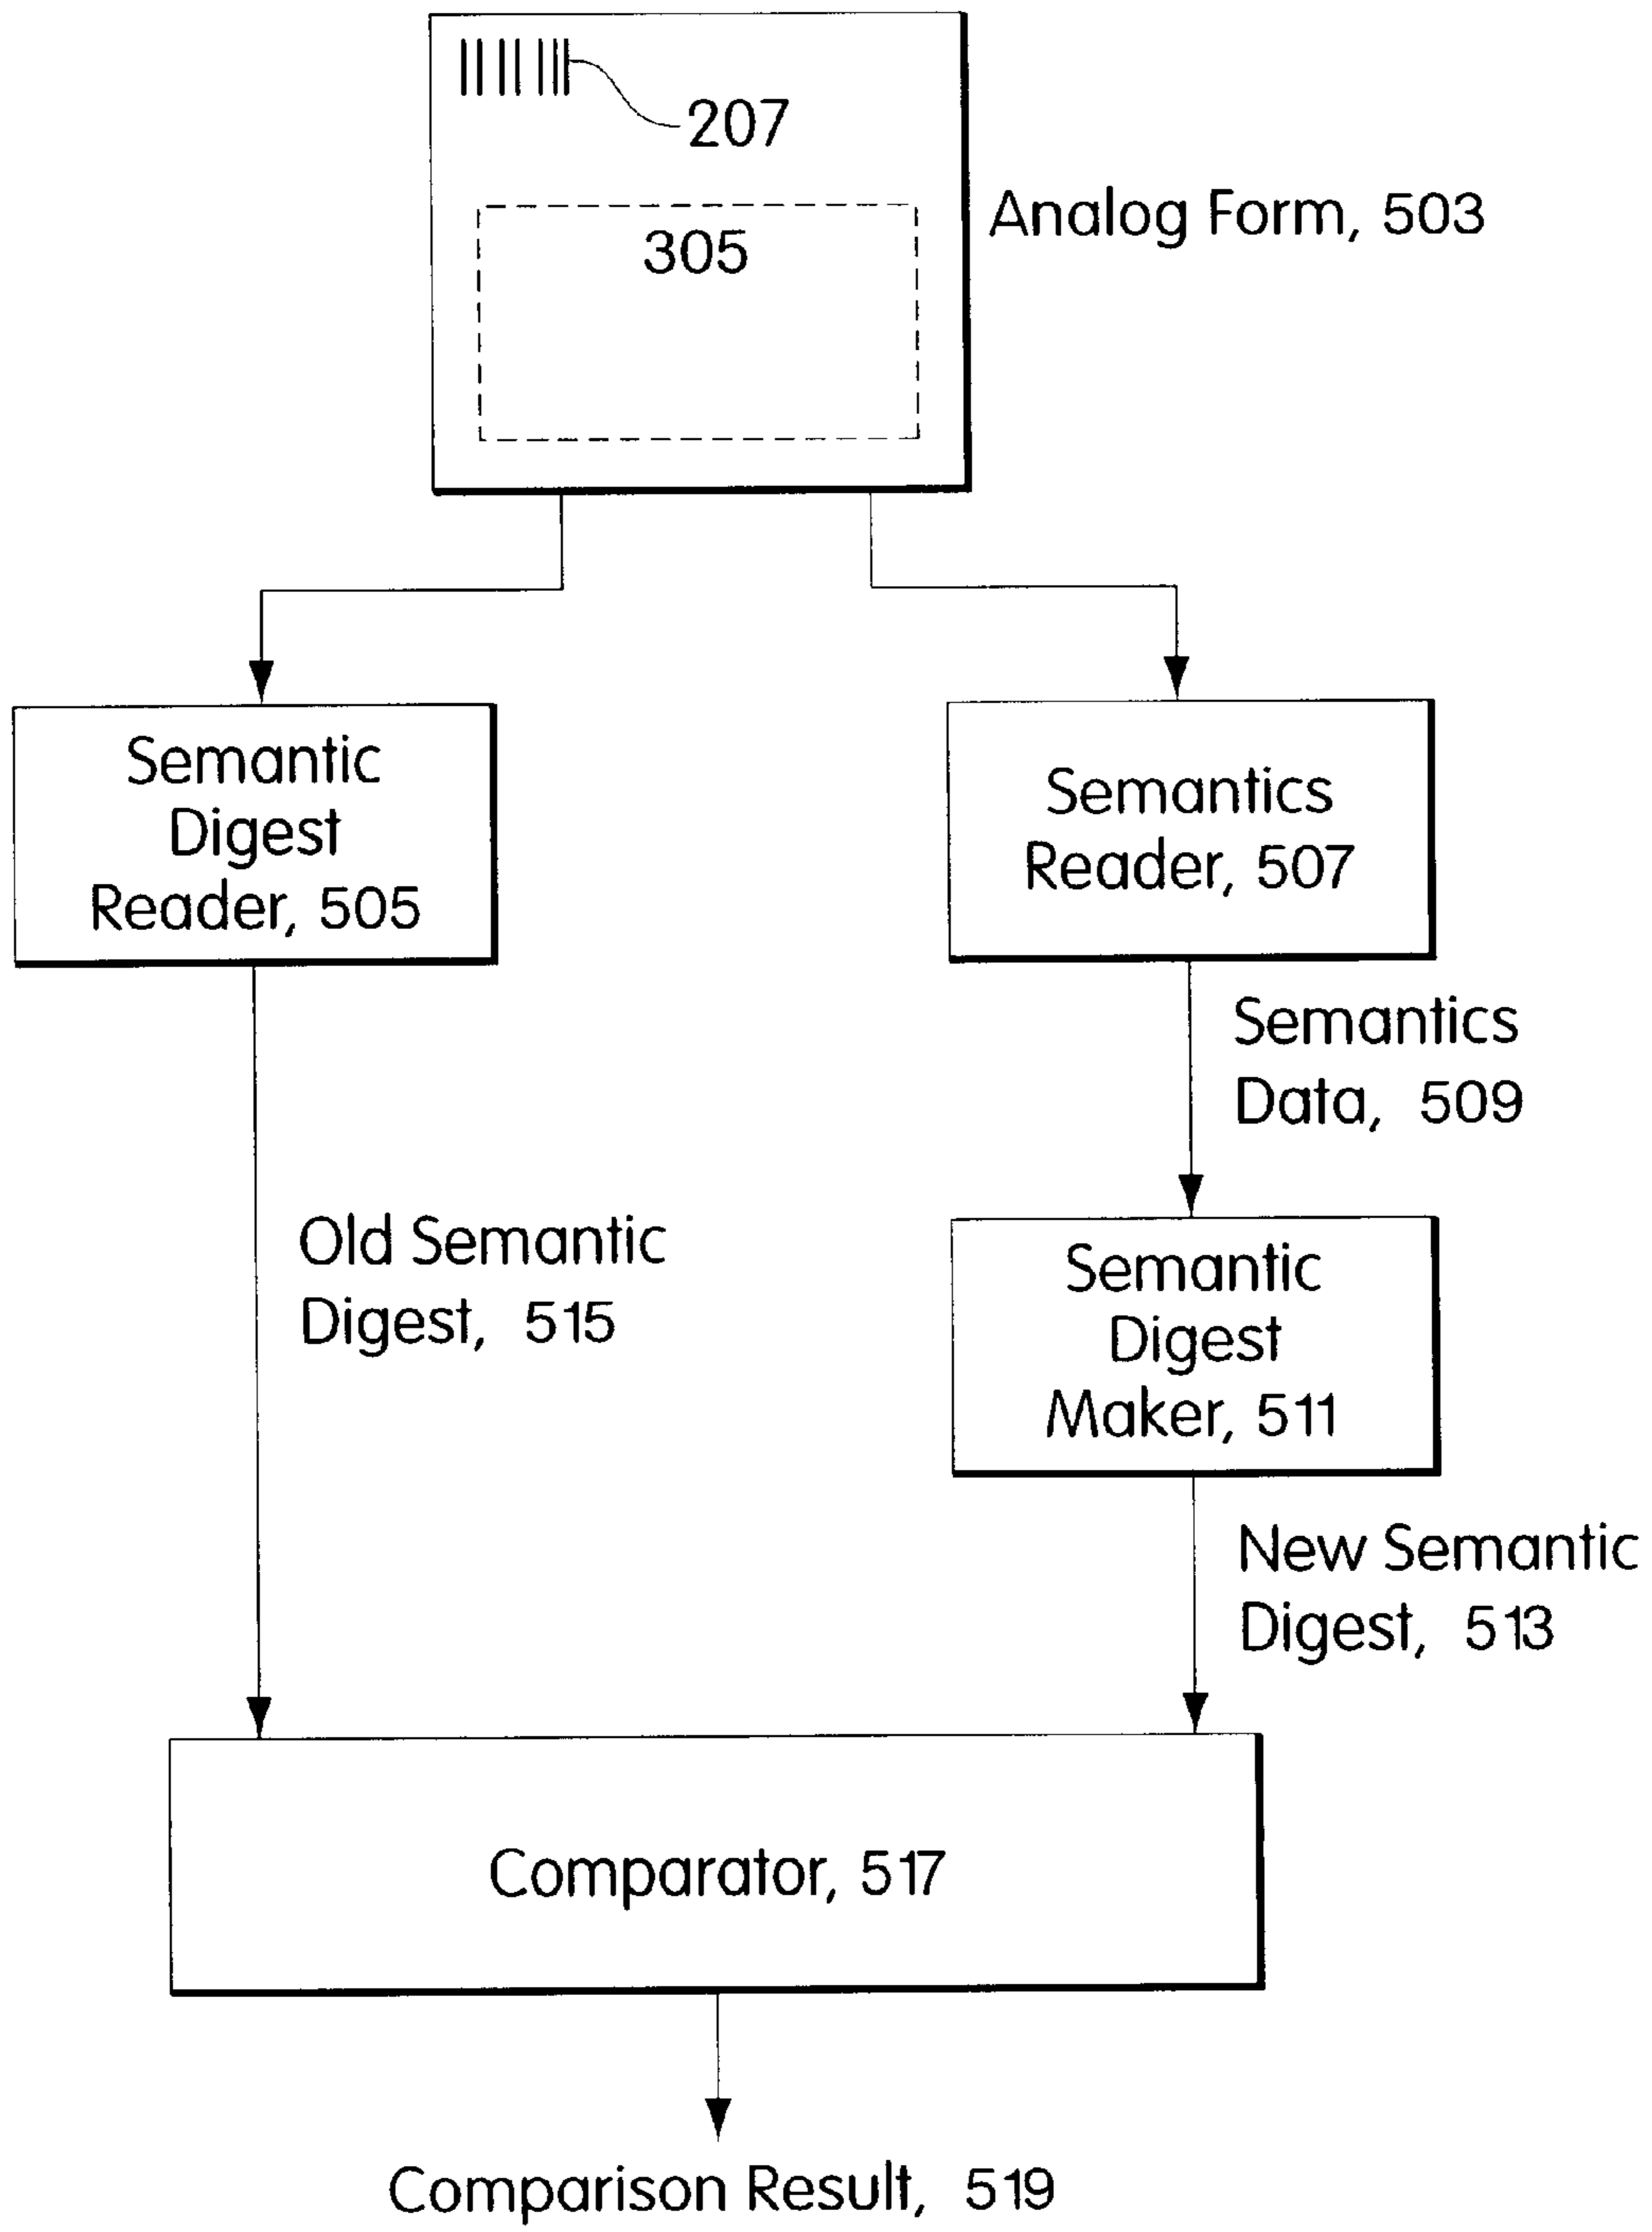 207
305
Analog Form, 503
Semantic
Digest
Reader, 505
Semantics
Reader, 507
Semantics
Data, 509
Old Semantic
Digest, 515
Semantic
Digest
Maker, 511
New Semantic
Digest, 513
Comparator, 517
Comparison Result, 519